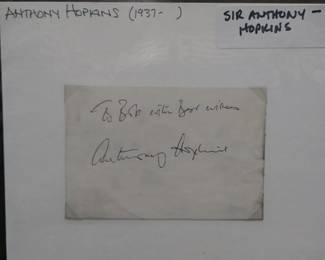 ANTHONY HOPKINS (1937- )
SIR ANTHONY -
HOPKINS
To Bob with Best wishes
Anthony Hopkins